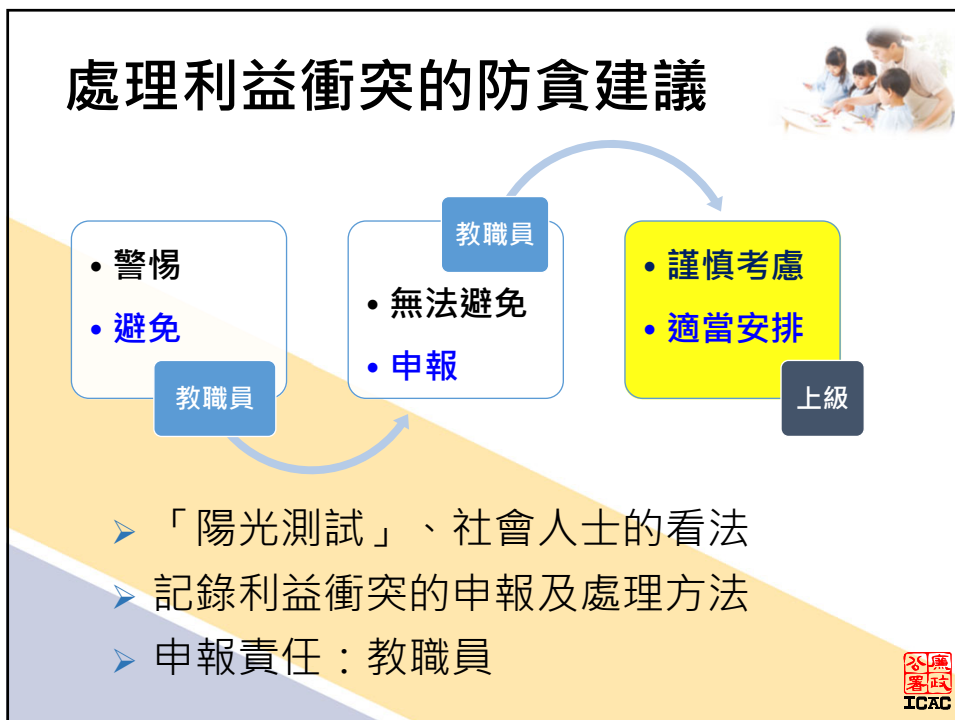 處理利益衝突的防貪建議
• 警惕
• 避免
教職員
教職員
• 無法避免
• 申報
• 謹慎考慮
• 適當安排
上級
➢ 「陽光測試」、社會人士的看法
➢ 記錄利益衝突的申報及處理方法
➢ 申報責任：教職員
廉政公署
ICAC